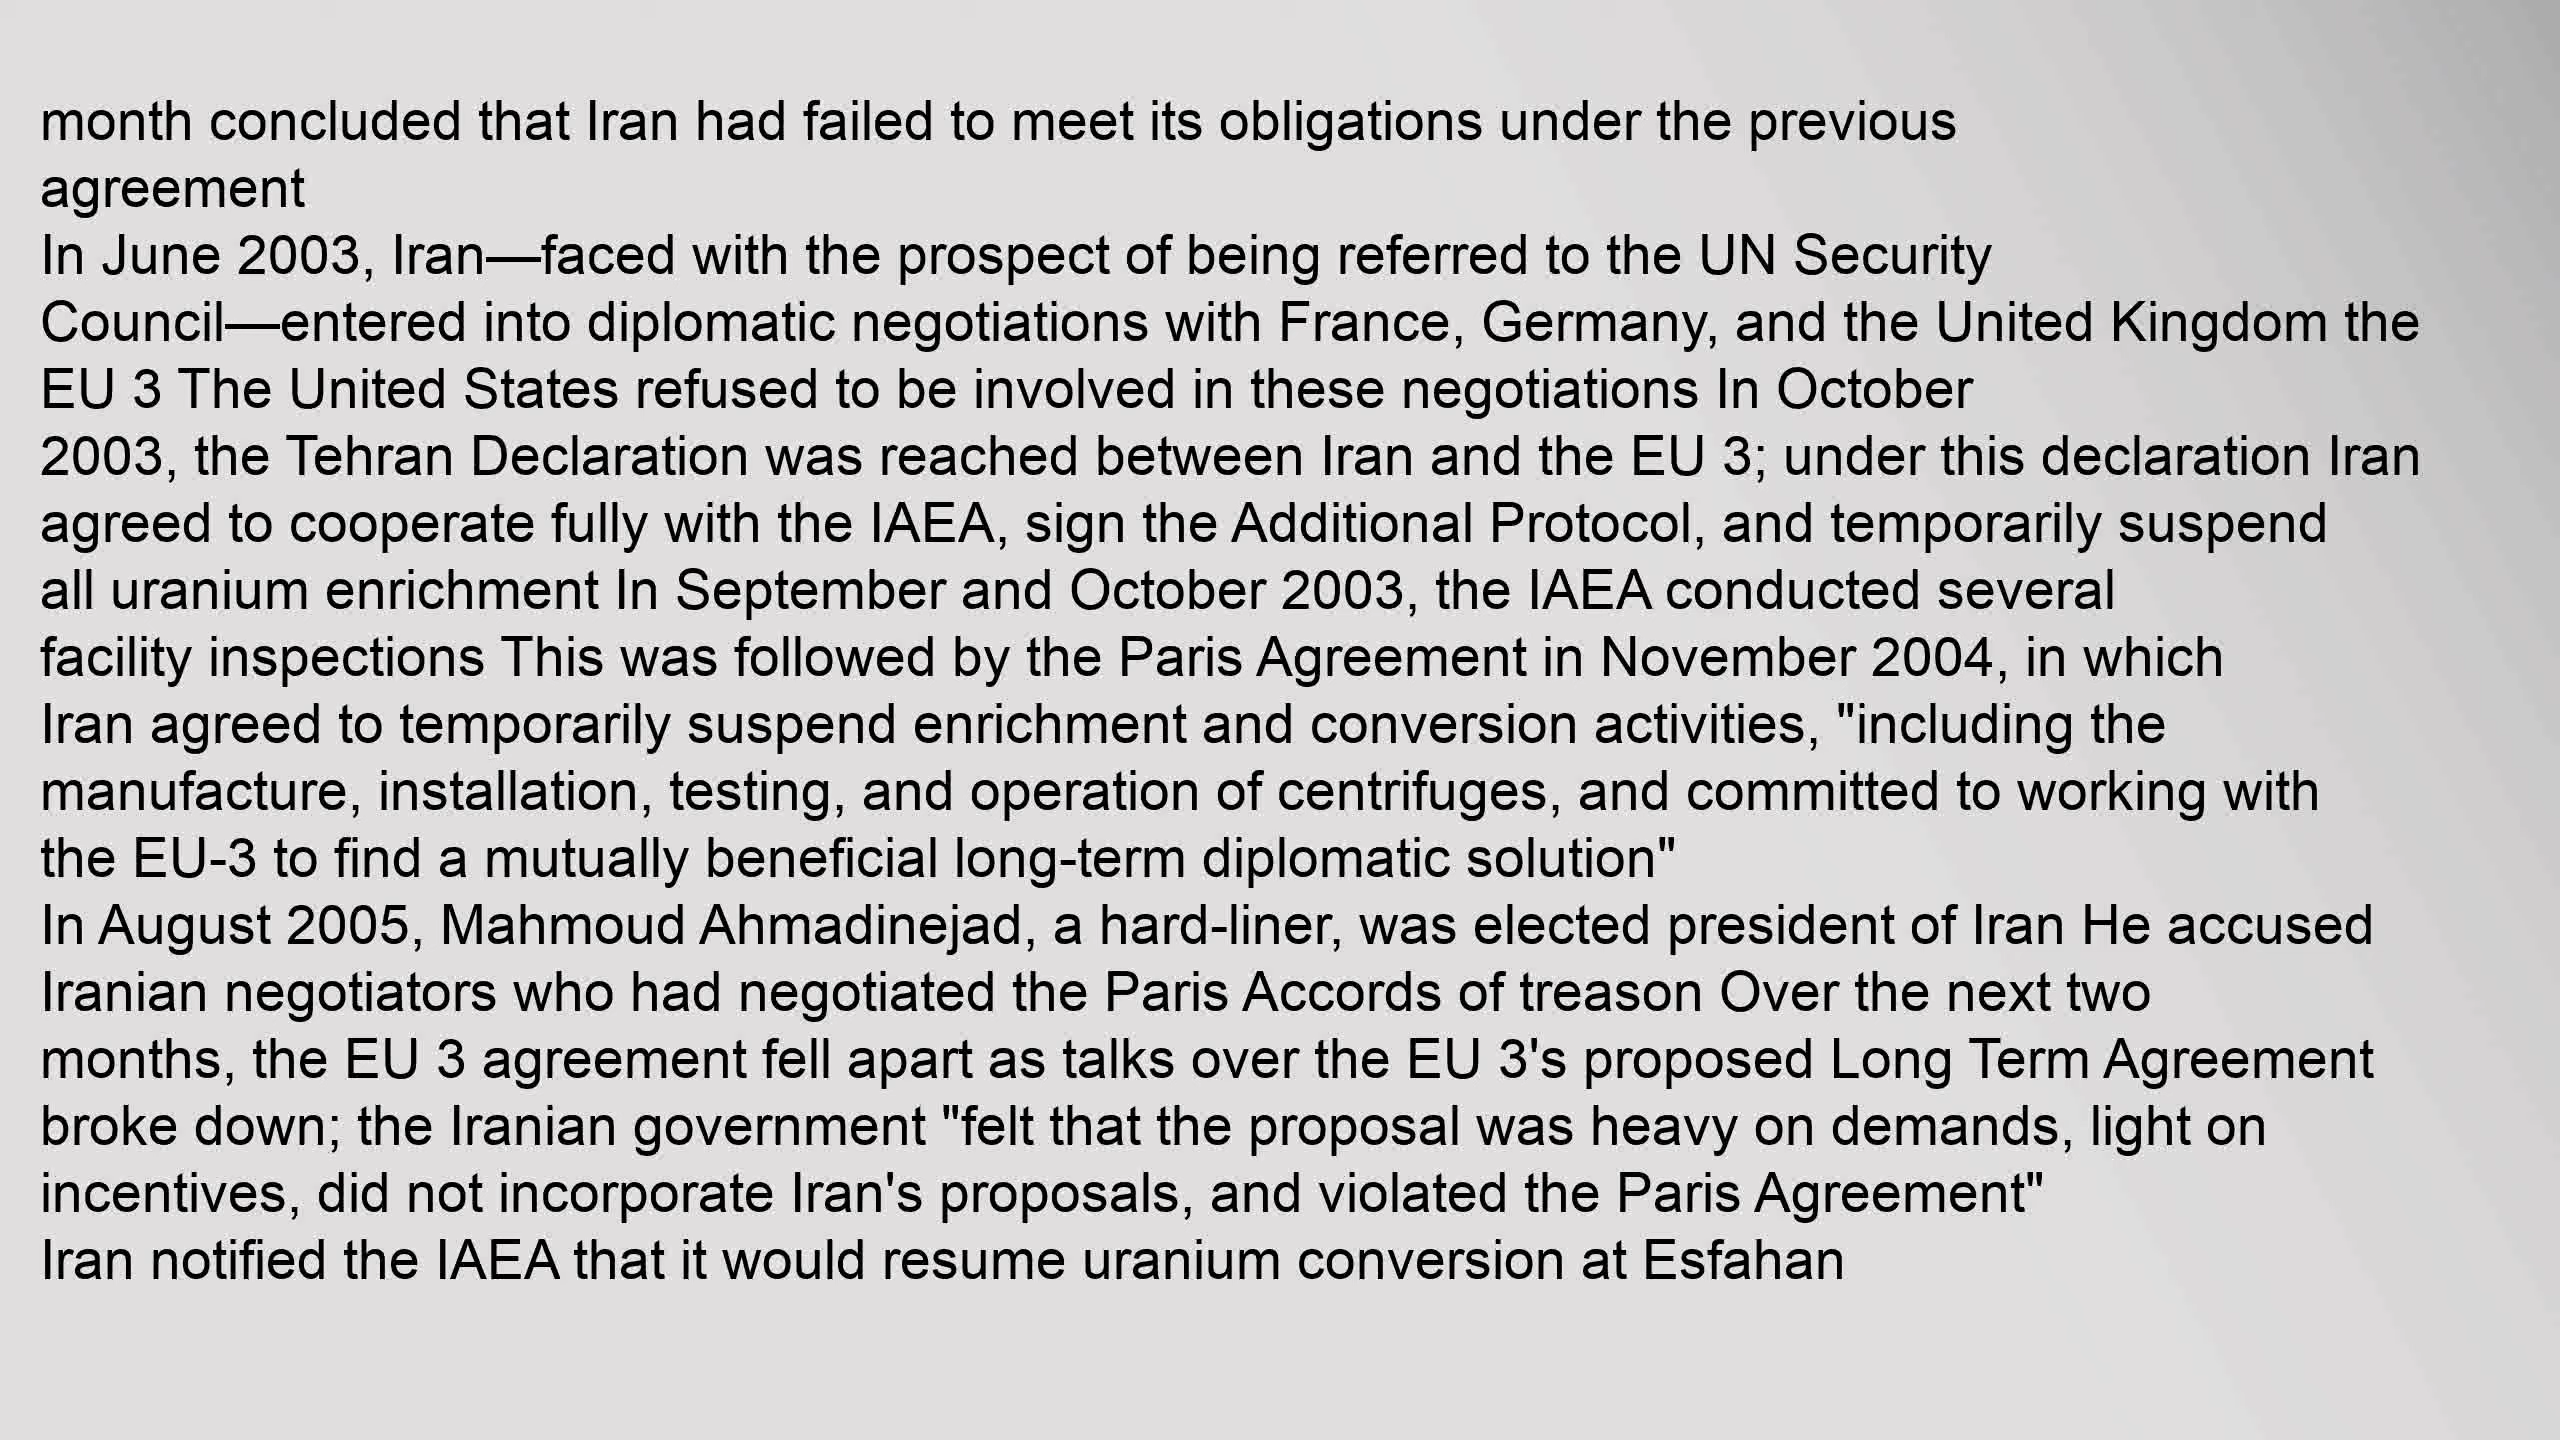 month concluded that Iran had failed to meet its obligations under the previous
agreement
In June 2003, Iran—faced with the prospect of being referred to the UN Security
Council—entered into diplomatic negotiations with France, Germany, and the United Kingdom the
EU 3 The United States refused to be involved in these negotiations In October
2003, the Tehran Declaration was reached between Iran and the EU 3; under this declaration Iran
agreed to cooperate fully with the IAEA, sign the Additional Protocol, and temporarily suspend
all uranium enrichment In September and October 2003, the IAEA conducted several
facility inspections This was followed by the Paris Agreement in November 2004, in which
Iran agreed to temporarily suspend enrichment and conversion activities, "including the
manufacture, installation, testing, and operation of centrifuges, and committed to working with
the EU-3 to find a mutually beneficial long-term diplomatic solution"
In August 2005, Mahmoud Ahmadinejad, a hard-liner, was elected president of Iran He accused
Iranian negotiators who had negotiated the Paris Accords of treason Over the next two
months, the EU 3 agreement fell apart as talks over the EU 3's proposed Long Term Agreement
broke down; the Iranian government "felt that the proposal was heavy on demands, light on
incentives, did not incorporate Iran's proposals, and violated the Paris Agreement"
Iran notified the IAEA that it would resume uranium conversion at Esfahan